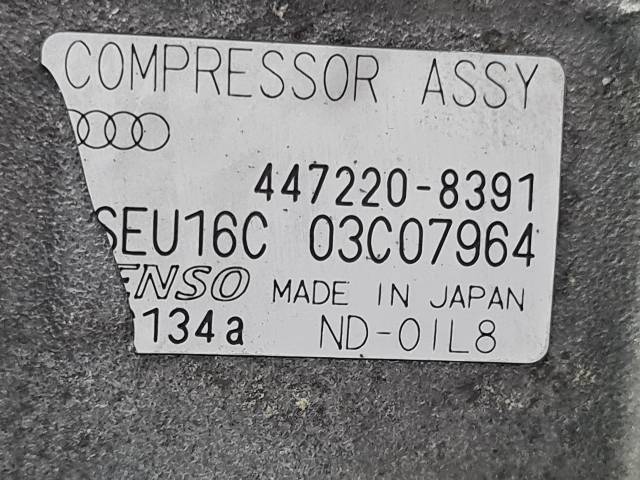 COMPRESSOR ASSY
447220-8391
SEU16C 03C07964
ENSO MADE IN JAPAN
134a ND-OIL8